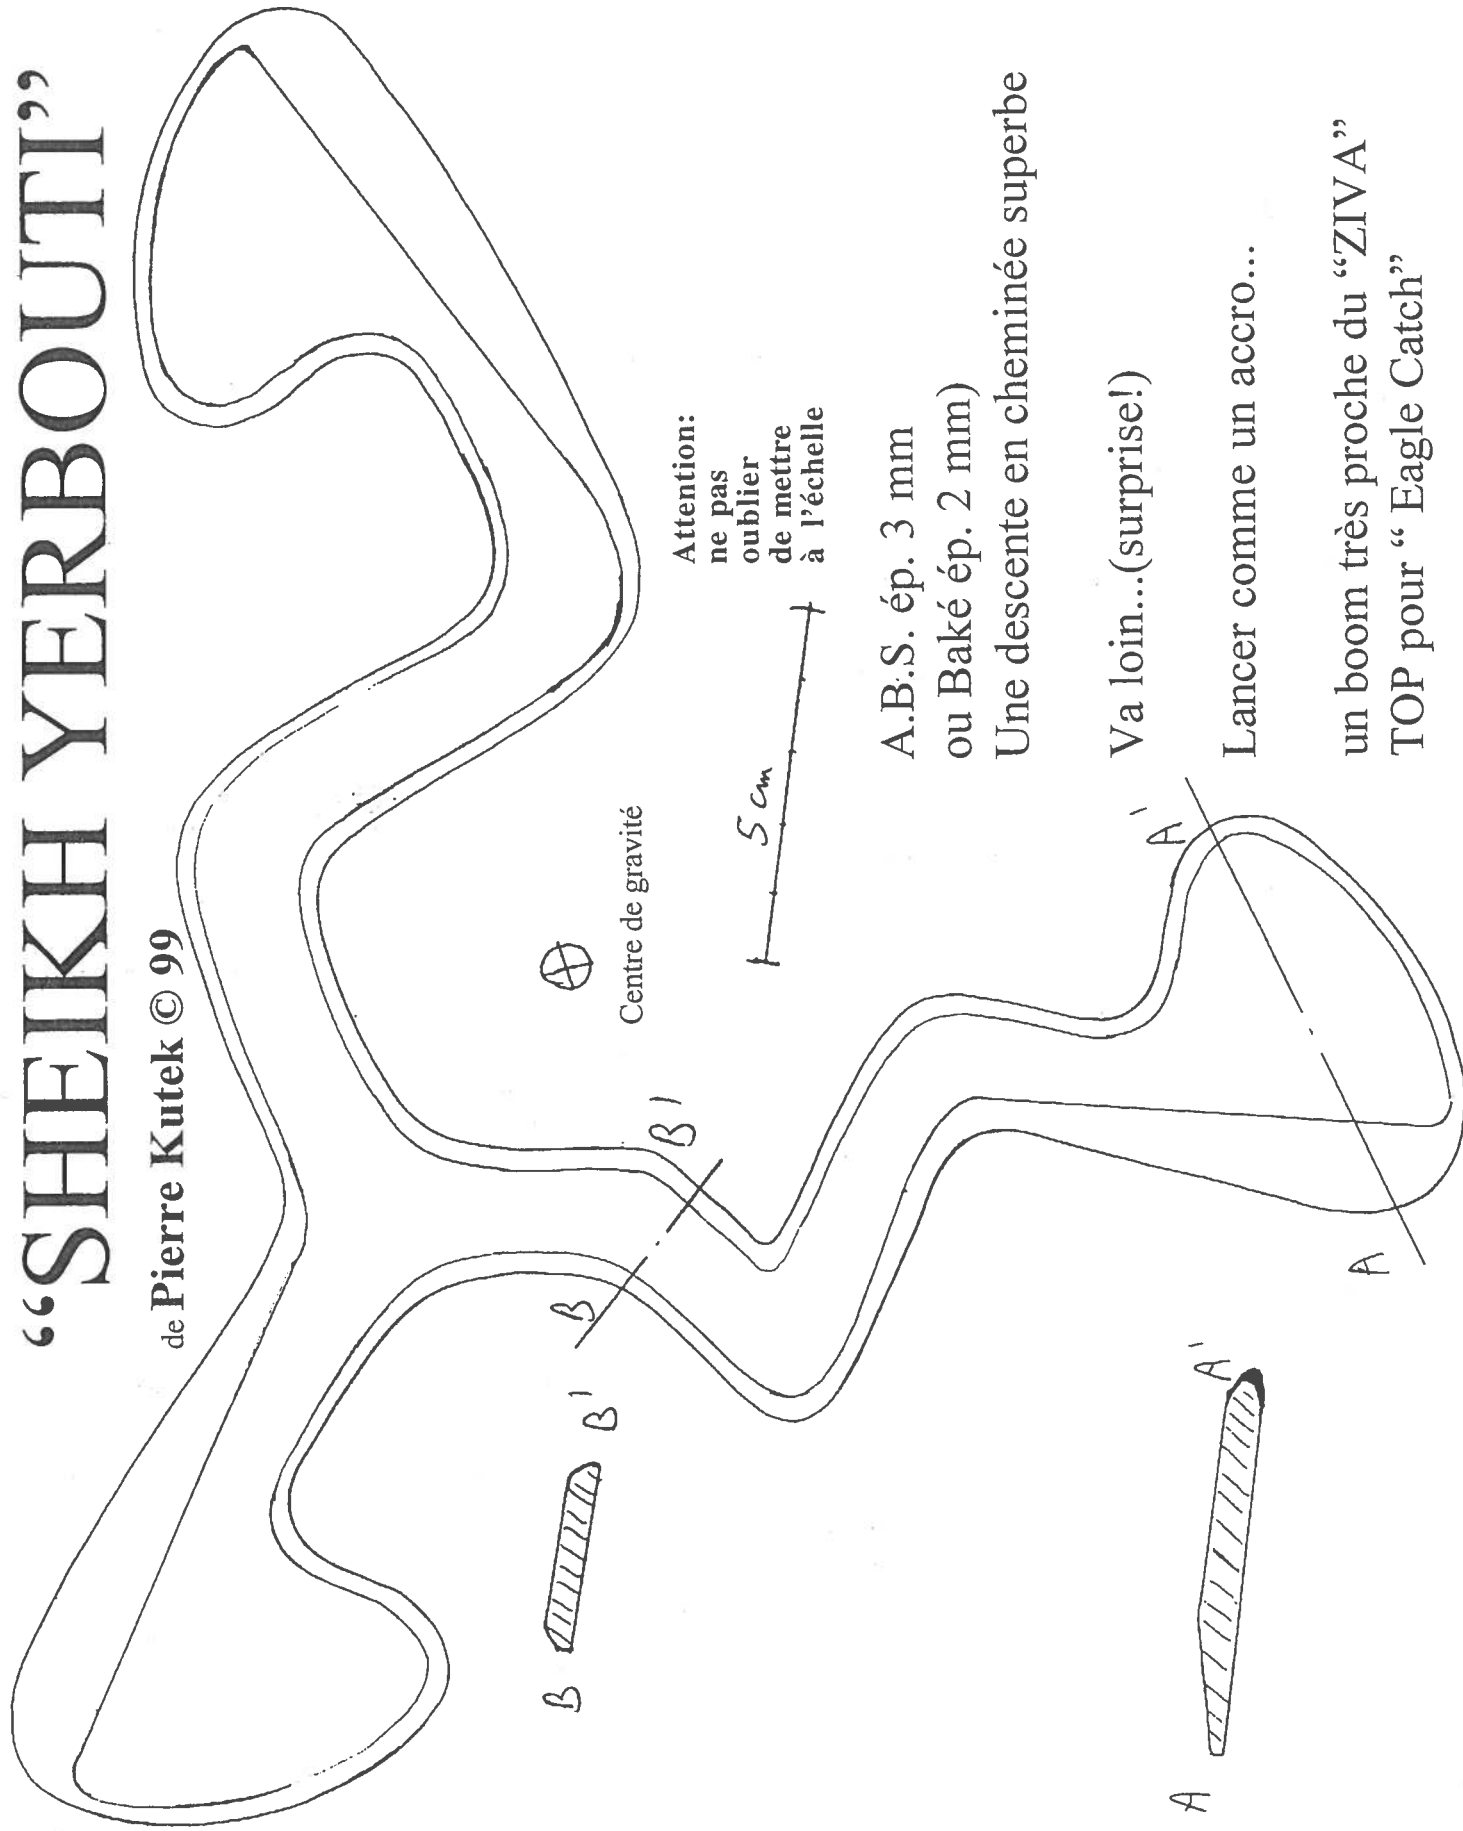 “SHEIKH YERBOUTI”
de Pierre Kutek © 99
Attention:
ne pas
oublier
de mettre
à l'échelle
Centre de gravité
5 cm
A.B.S. ép. 3 mm
ou Baké ép. 2 mm)
Une descente en cheminée superbe
Va loin...(surprise!)
Lancer comme un accro...
un boom très proche du “ZIVA”
TOP pour “ Eagle Catch”
B
B'
B
B'
A
A'
A
A'